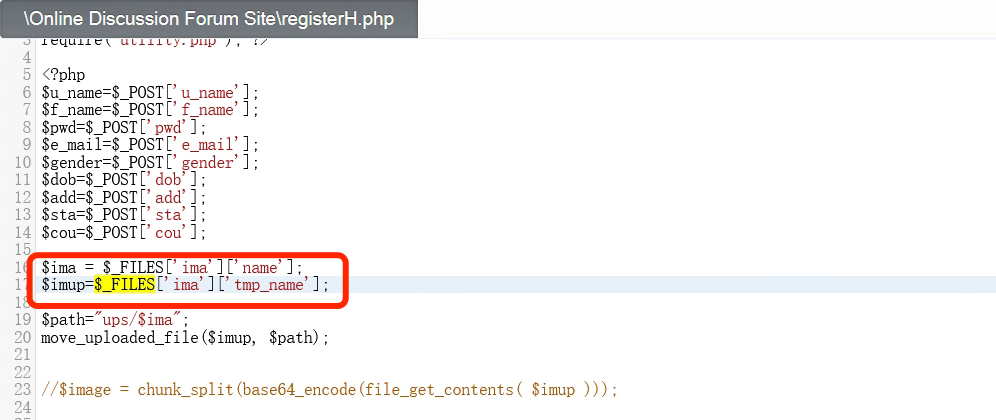 \Online Discussion Forum Site\registerH.php
3 require('utility.php'); ?>
4
5 <?php
6 $u_name=$_POST['u_name'];
7 $f_name=$_POST['f_name'];
8 $pwd=$_POST['pwd'];
9 $e_mail=$_POST['e_mail'];
10 $gender=$_POST['gender'];
11 $dob=$_POST['dob'];
12 $add=$_POST['add'];
13 $sta=$_POST['sta'];
14 $cou=$_POST['cou'];
15
16 $ima = $_FILES['ima']['name'];
17 $imup=$_FILES['ima']['tmp_name'];
18
19 $path="ups/$ima";
20 move_uploaded_file($imup, $path);
21
22
23 //$image = chunk_split(base64_encode(file_get_contents( $imup )));
24